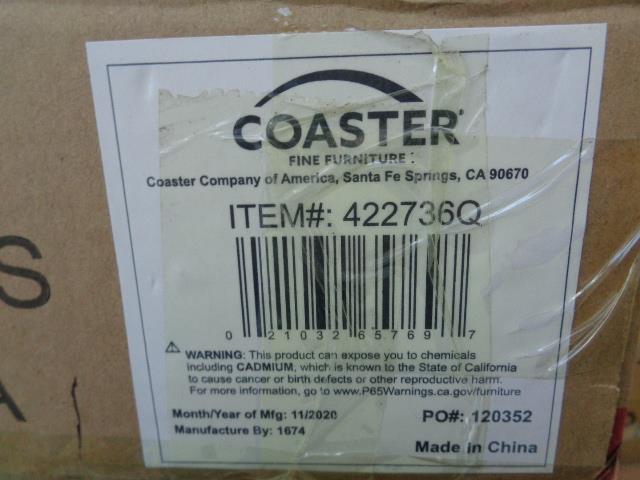 COASTER®
FINE FURNITURE
Coaster Company of America, Santa Fe Springs, CA 90670
ITEM#: 422736Q
0 21032 65769 7
⚠ WARNING: This product can expose you to chemicals
including CADMIUM, which is known to the State of California
to cause cancer or birth defects or other reproductive harm.
For more information, go to www.P65Warnings.ca.gov/furniture
Month/Year of Mfg: 11/2020
PO#: 120352
Manufacture By: 1674
Made in China
S
A